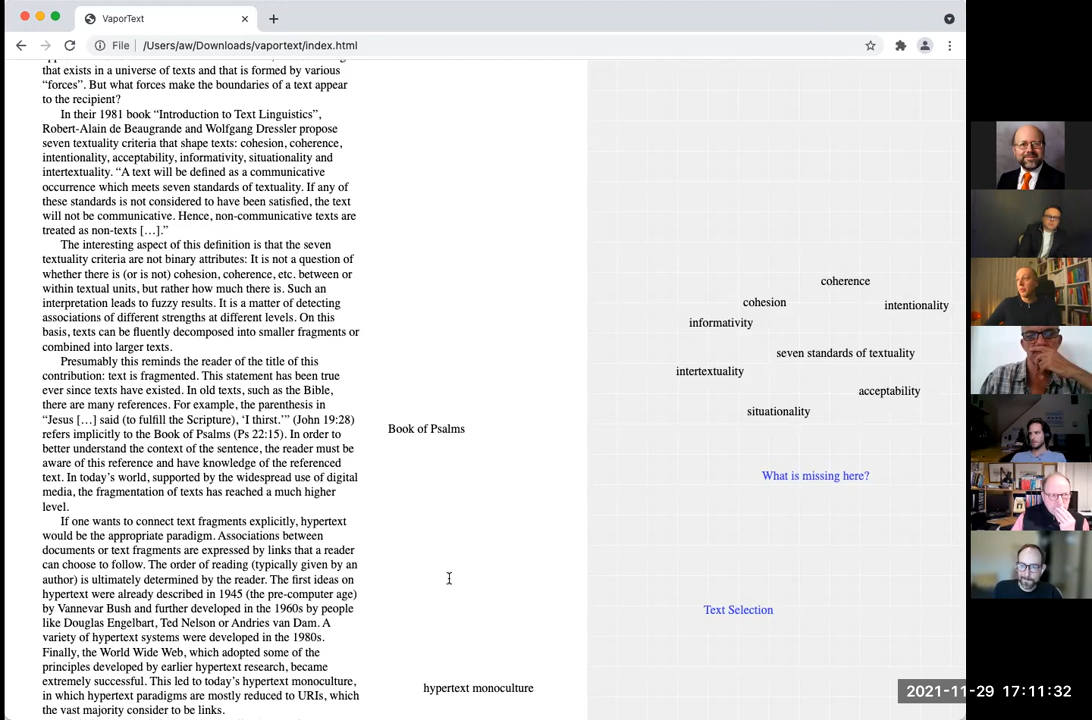 VaporText
File
/Users/aw/Downloads/vaportext/index.html
that exists in a universe of texts and that is formed by various
“forces”. But what forces make the boundaries of a text appear
to the recipient?
In their 1981 book “Introduction to Text Linguistics”,
Robert-Alain de Beaugrande and Wolfgang Dressler propose
seven textuality criteria that shape texts: cohesion, coherence,
intentionality, acceptability, informativity, situationality and
intertextuality. “A text will be defined as a communicative
occurrence which meets seven standards of textuality. If any of
these standards is not considered to have been satisfied, the text
will not be communicative. Hence, non-communicative texts are
treated as non-texts […].”
The interesting aspect of this definition is that the seven
textuality criteria are not binary attributes: It is not a question of
whether there is (or is not) cohesion, coherence, etc. between or
within textual units, but rather how much there is. Such an
interpretation leads to fuzzy results. It is a matter of detecting
associations of different strengths at different levels. On this
basis, texts can be fluently decomposed into smaller fragments or
combined into larger texts.
Presumably this reminds the reader of the title of this
contribution: text is fragmented. This statement has been true
ever since texts have existed. In old texts, such as the Bible,
there are many references. For example, the parenthesis in
“Jesus […] said (to fulfill the Scripture), ‘I thirst.’” (John 19:28)
refers implicitly to the Book of Psalms (Ps 22:15). In order to
better understand the context of the sentence, the reader must be
aware of this reference and have knowledge of the referenced
text. In today’s world, supported by the widespread use of digital
media, the fragmentation of texts has reached a much higher
level.
If one wants to connect text fragments explicitly, hypertext
would be the appropriate paradigm. Associations between
documents or text fragments are expressed by links that a reader
can choose to follow. The order of reading (typically given by an
author) is ultimately determined by the reader. The first ideas on
hypertext were already described in 1945 (the pre-computer age)
by Vannevar Bush and further developed in the 1960s by people
like Douglas Engelbart, Ted Nelson or Andries van Dam. A
variety of hypertext systems were developed in the 1980s.
Finally, the World Wide Web, which adopted some of the
principles developed by earlier hypertext research, became
extremely successful. This led to today’s hypertext monoculture,
in which hypertext paradigms are mostly reduced to URIs, which
the vast majority consider to be links.
Book of Psalms
hypertext monoculture
coherence
cohesion
intentionality
informativity
seven standards of textuality
intertextuality
acceptability
situationality
What is missing here?
Text Selection
2021-11-29 17:11:32